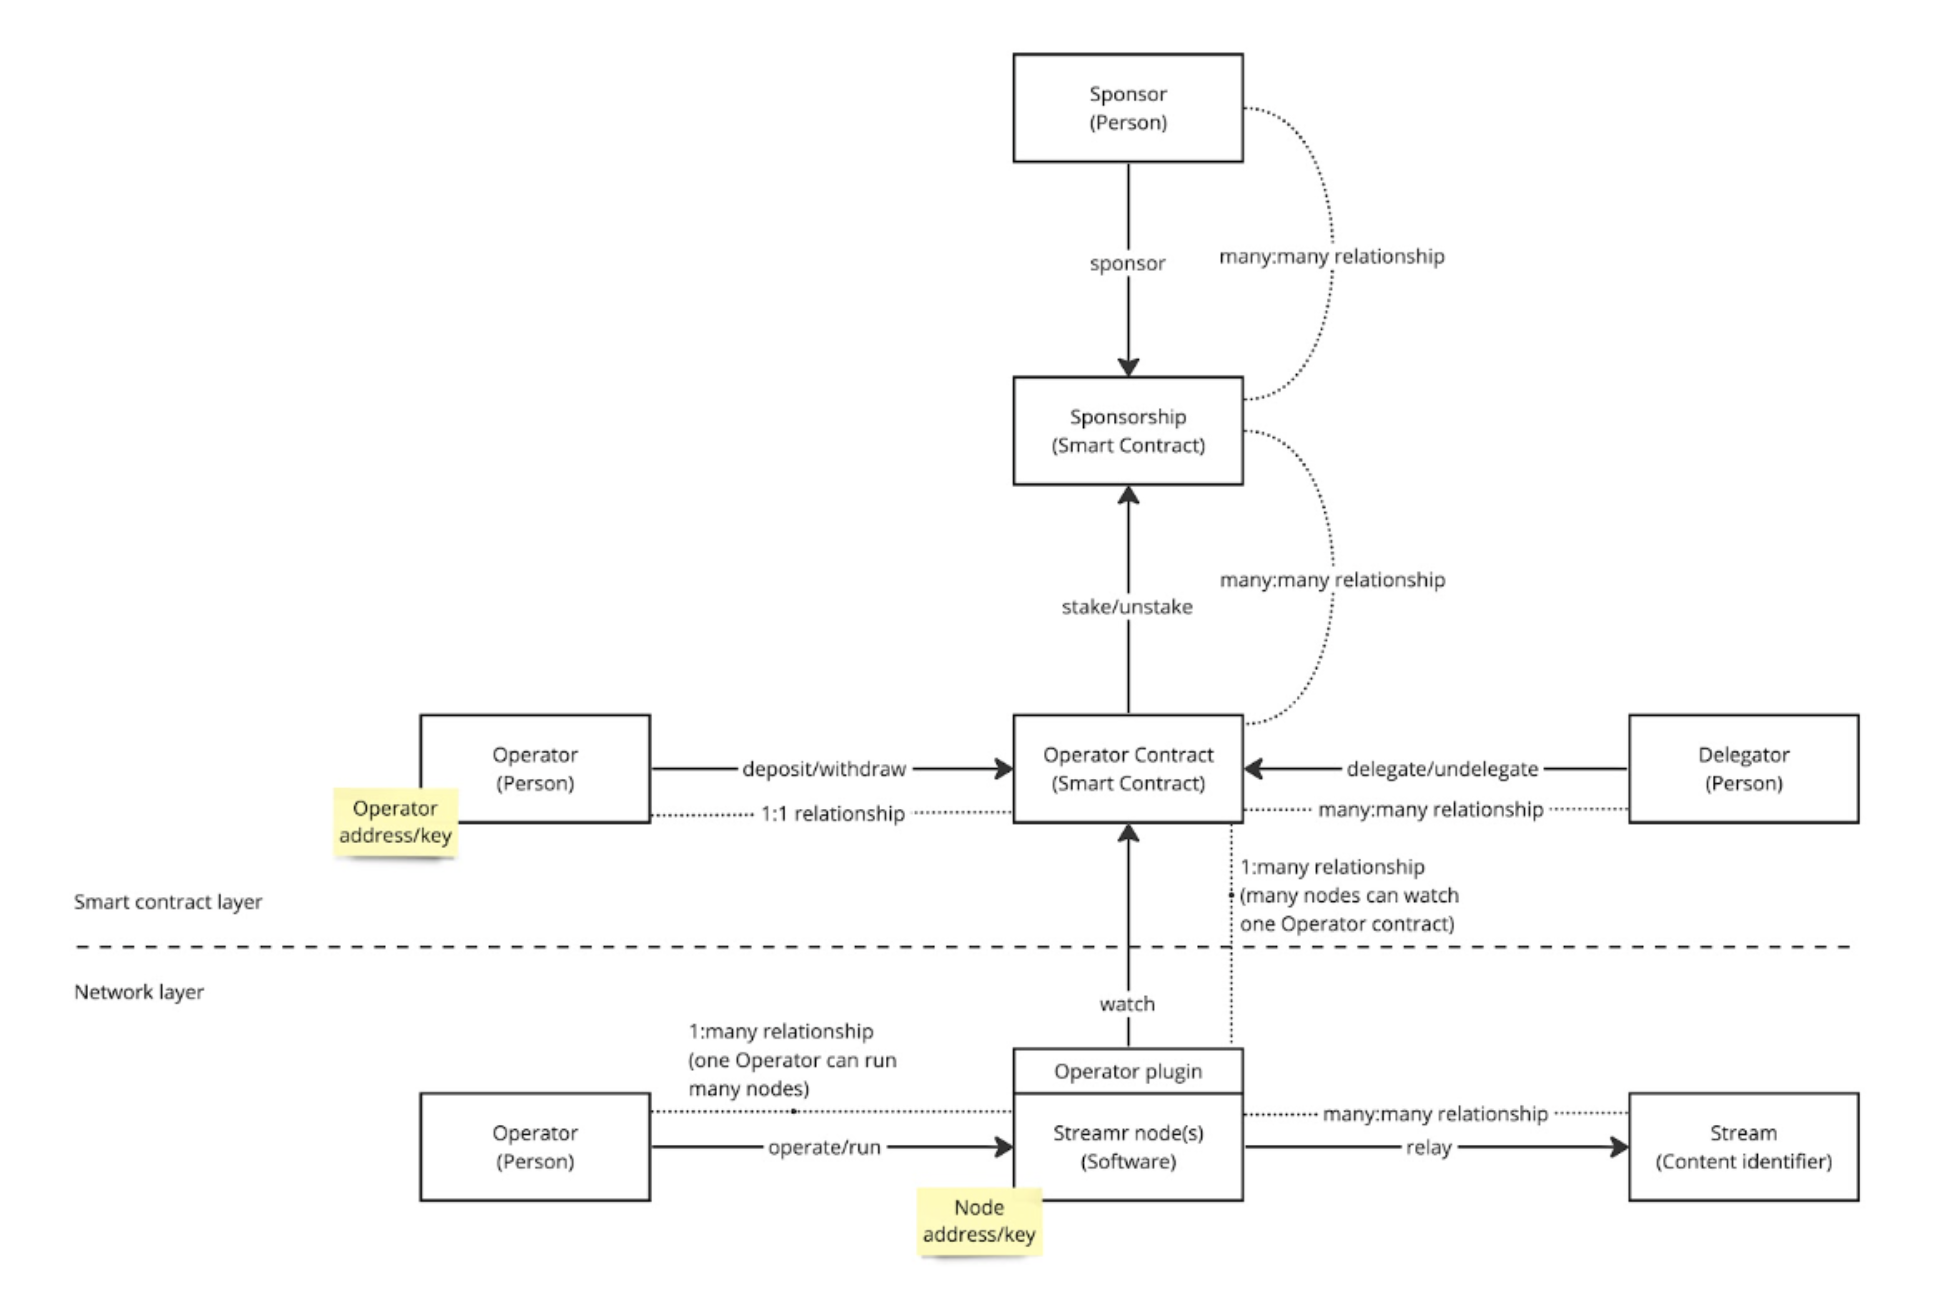 Sponsor
(Person)
sponsor
many:many relationship
Sponsorship
(Smart Contract)
many:many relationship
stake/unstake
Operator
(Person)
Operator
address/key
deposit/withdraw
1:1 relationship
Operator Contract
(Smart Contract)
delegate/undelegate
many:many relationship
Delegator
(Person)
1:many relationship
(many nodes can watch
one Operator contract)
Smart contract layer
Network layer
watch
1:many relationship
(one Operator can run
many nodes)
Operator
(Person)
operate/run
Operator plugin
Streamr node(s)
(Software)
Node
address/key
many:many relationship
relay
Stream
(Content identifier)